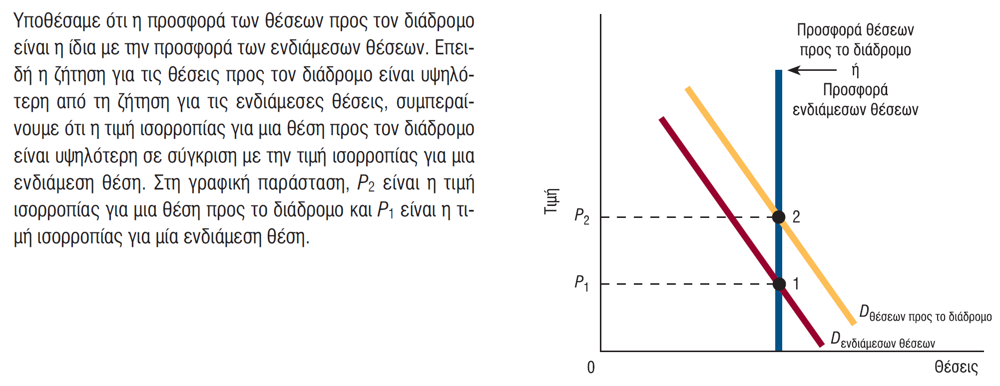 Υποθέσαμε ότι η προσφορά των θέσεων προς τον διάδρομο
είναι η ίδια με την προσφορά των ενδιάμεσων θέσεων. Επει-
δή η ζήτηση για τις θέσεις προς τον διάδρομο είναι υψηλό-
τερη από τη ζήτηση για τις ενδιάμεσες θέσεις, συμπεραί-
νουμε ότι η τιμή ισορροπίας για μια θέση προς τον διάδρομο
είναι υψηλότερη σε σύγκριση με την τιμή ισορροπίας για μια
ενδιάμεση θέση. Στη γραφική παράσταση, P2 είναι η τιμή
ισορροπίας για μια θέση προς το διάδρομο και P1 είναι η τι-
μή ισορροπίας για μία ενδιάμεση θέση.
Προσφορά θέσεων
προς το διάδρομο
ή
Προσφορά
ενδιάμεσων θέσεων
Τιμή
P2
2
P1
1
Dθέσεων προς το διάδρομο
Dενδιάμεσων θέσεων
0
Θέσεις